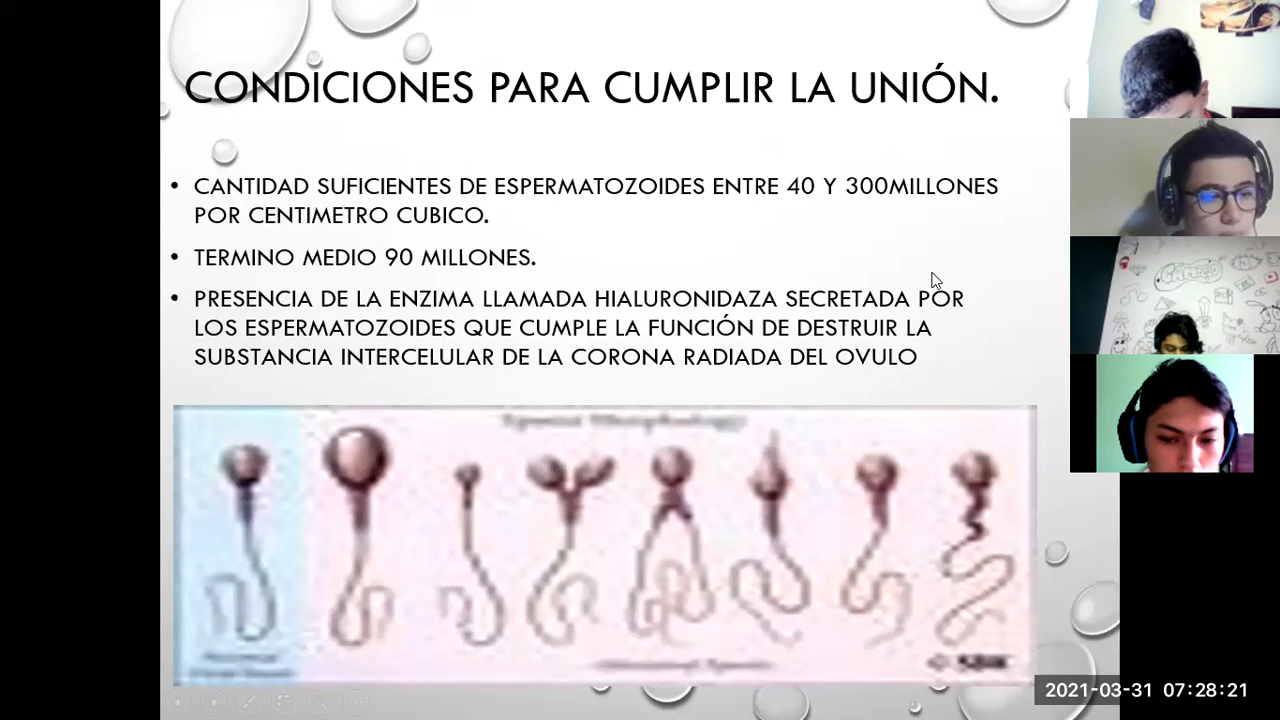 CONDICIONES PARA CUMPLIR LA UNIÓN.
• CANTIDAD SUFICIENTES DE ESPERMATOZOIDES ENTRE 40 Y 300MILLONES
POR CENTIMETRO CUBICO.
• TERMINO MEDIO 90 MILLONES.
• PRESENCIA DE LA ENZIMA LLAMADA HIALURONIDAZA SECRETADA POR
LOS ESPERMATOZOIDES QUE CUMPLE LA FUNCIÓN DE DESTRUIR LA
SUBSTANCIA INTERCELULAR DE LA CORONA RADIADA DEL OVULO
2021-03-31 07:28:21